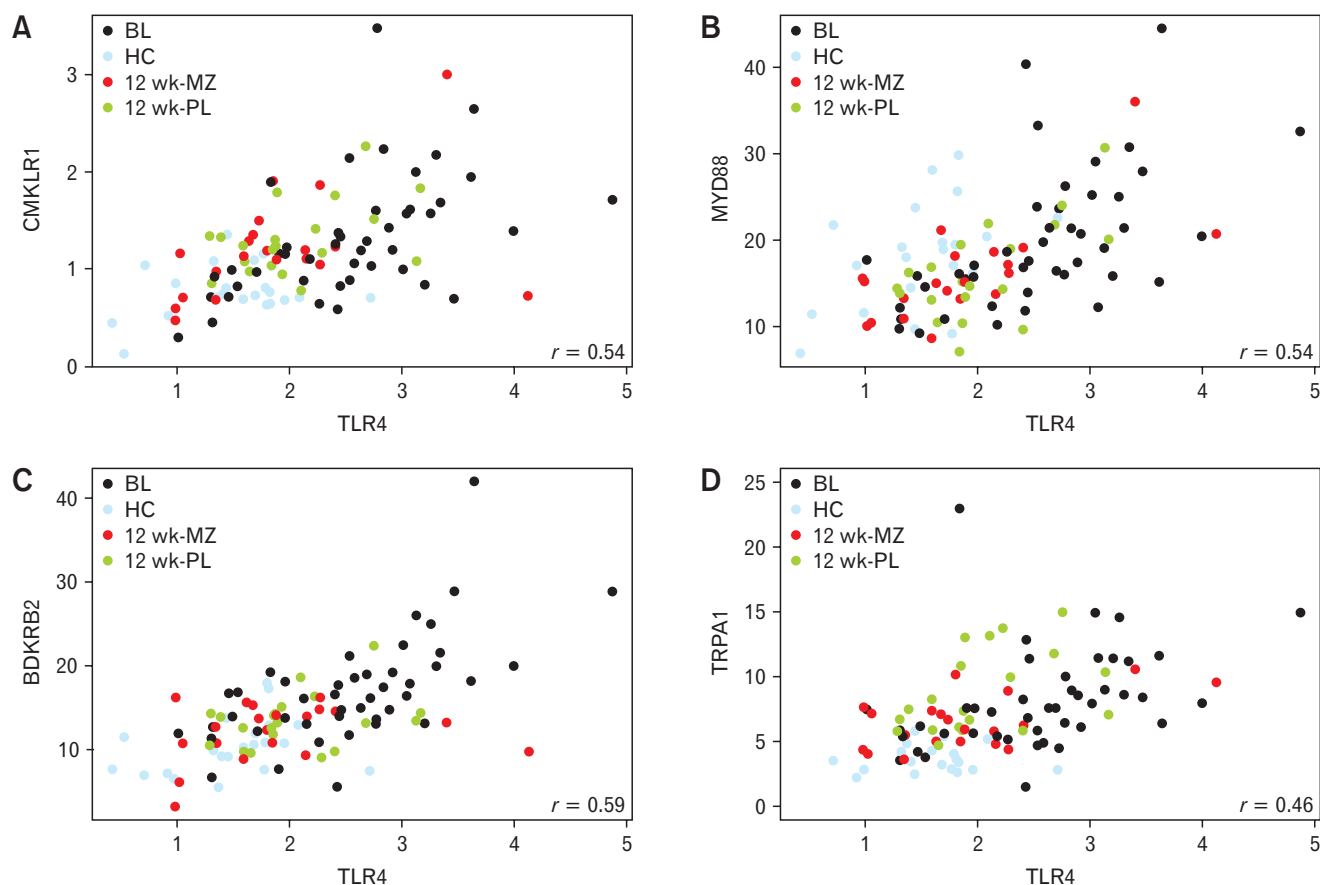 A
BL
HC
12 wk-MZ
12 wk-PL
3
2
1
0
CMKLR1
r = 0.54
1 2 3 4 5
TLR4
B
BL
HC
12 wk-MZ
12 wk-PL
40
30
20
10
MYD88
r = 0.54
1 2 3 4 5
TLR4
C
BL
HC
12 wk-MZ
12 wk-PL
40
30
20
10
BDKRB2
r = 0.59
1 2 3 4 5
TLR4
D
BL
HC
12 wk-MZ
12 wk-PL
25
20
15
10
5
0
TRPA1
r = 0.46
1 2 3 4 5
TLR4